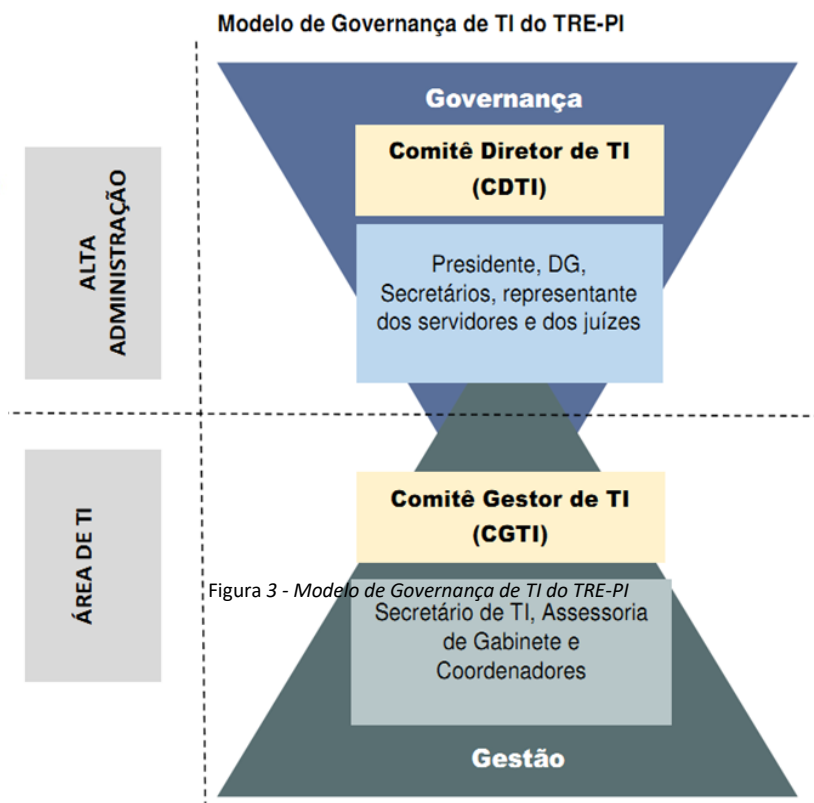 Modelo de Governança de TI do TRE-PI
Governança
Comitê Diretor de TI
(CDTI)
ALTA
ADMINISTRAÇÃO
Presidente, DG,
Secretários, representante
dos servidores e dos juízes
ÁREA DE TI
Comitê Gestor de TI
(CGTI)
Figura 3 - Modelo de Governança de TI do TRE-PI
Secretário de TI, Assessoria
de Gabinete e
Coordenadores
Gestão